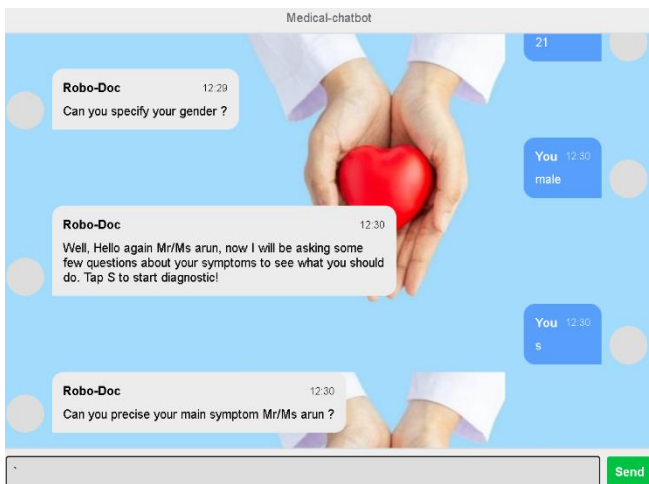 Medical-chatbot
21
Robo-Doc 12:29
Can you specify your gender ?
You 12:30
male
Robo-Doc 12:30
Well, Hello again Mr/Ms arun, now I will be asking some
few questions about your symptoms to see what you should
do. Tap S to start diagnostic!
You 12:30
s
Robo-Doc 12:30
Can you precise your main symptom Mr/Ms arun ?
`
Send